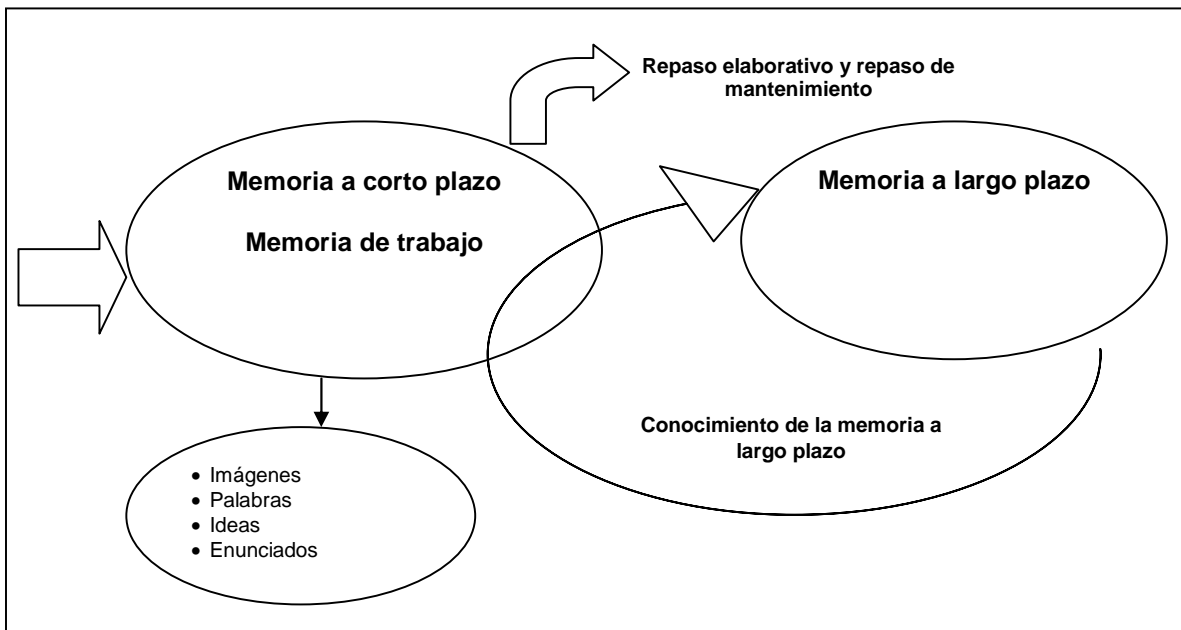 Repaso elaborativo y repaso de
mantenimiento
Memoria a corto plazo
Memoria de trabajo
Memoria a largo plazo
Conocimiento de la memoria a
largo plazo
• Imágenes
• Palabras
• Ideas
• Enunciados